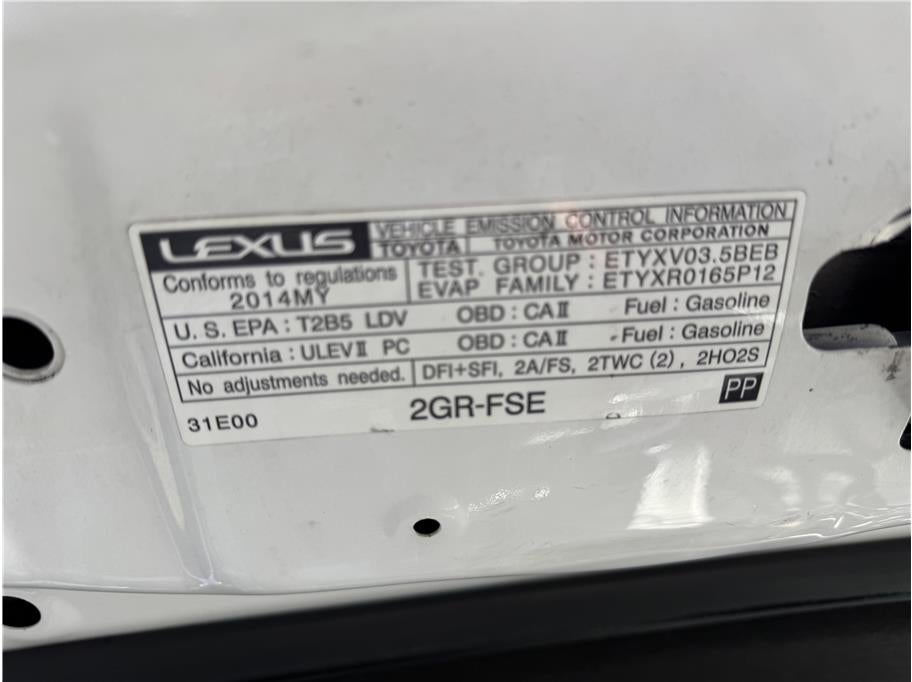 LEXUS VEHICLE EMISSION CONTROL INFORMATION
TOYOTA TOYOTA MOTOR CORPORATION
Conforms to regulations TEST. GROUP : ETYXV03.5BEB
2014MY EVAP FAMILY : ETYXR0165P12
U.S. EPA : T2B5 LDV OBD : CAⅡ Fuel : Gasoline
California : ULEVⅡ PC OBD : CAⅡ Fuel : Gasoline
No adjustments needed. DFI+SFI, 2A/FS, 2TWC (2), 2HO2S
31E00 2GR-FSE PP